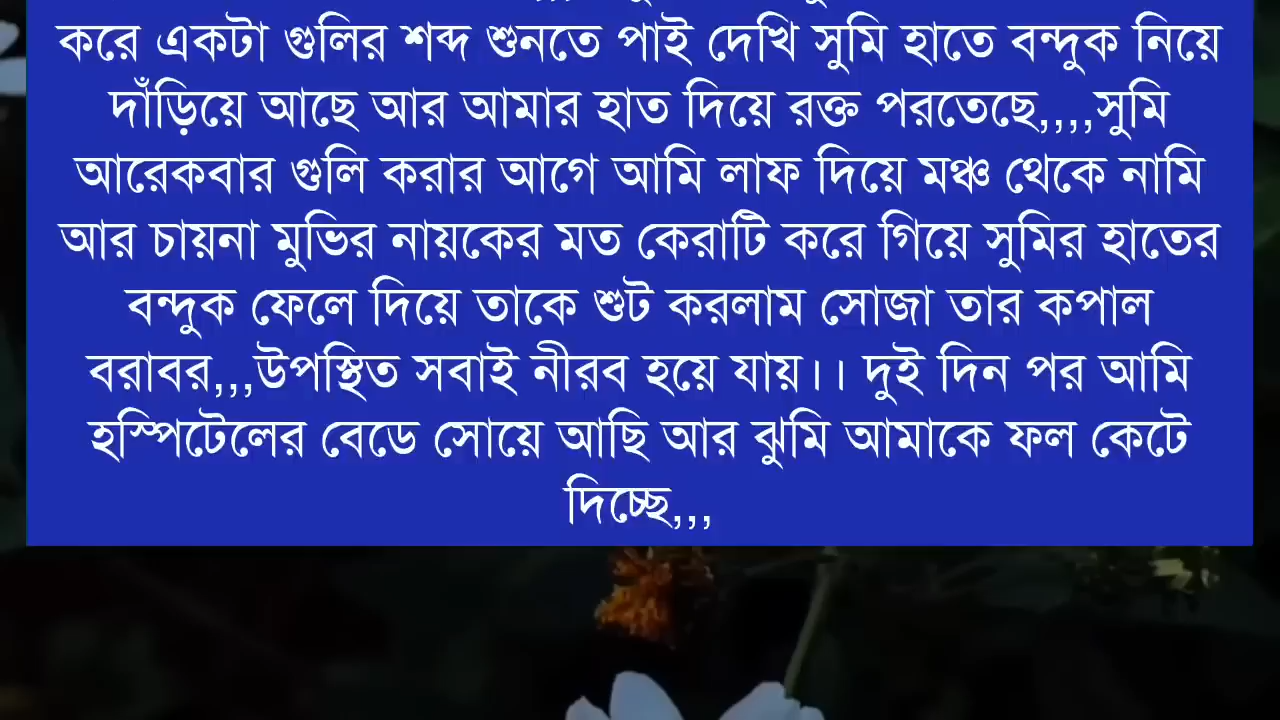 করে একটা গুলির শব্দ শুনতে পাই দেখি সুমি হাতে বন্দুক নিয়ে
দাঁড়িয়ে আছে আর আমার হাত দিয়ে রক্ত পরতেছে,,,,সুমি
আরেকবার গুলি করার আগে আমি লাফ দিয়ে মঞ্চ থেকে নামি
আর চায়না মুভির নায়কের মত কেরাটি করে গিয়ে সুমির হাতের
বন্দুক ফেলে দিয়ে তাকে শুট করলাম সোজা তার কপাল
বরাবর,,,উপস্থিত সবাই নীরব হয়ে যায়।। দুই দিন পর আমি
হস্পিটেলের বেডে সোয়ে আছি আর ঝুমি আমাকে ফল কেটে
দিচ্ছে,,,